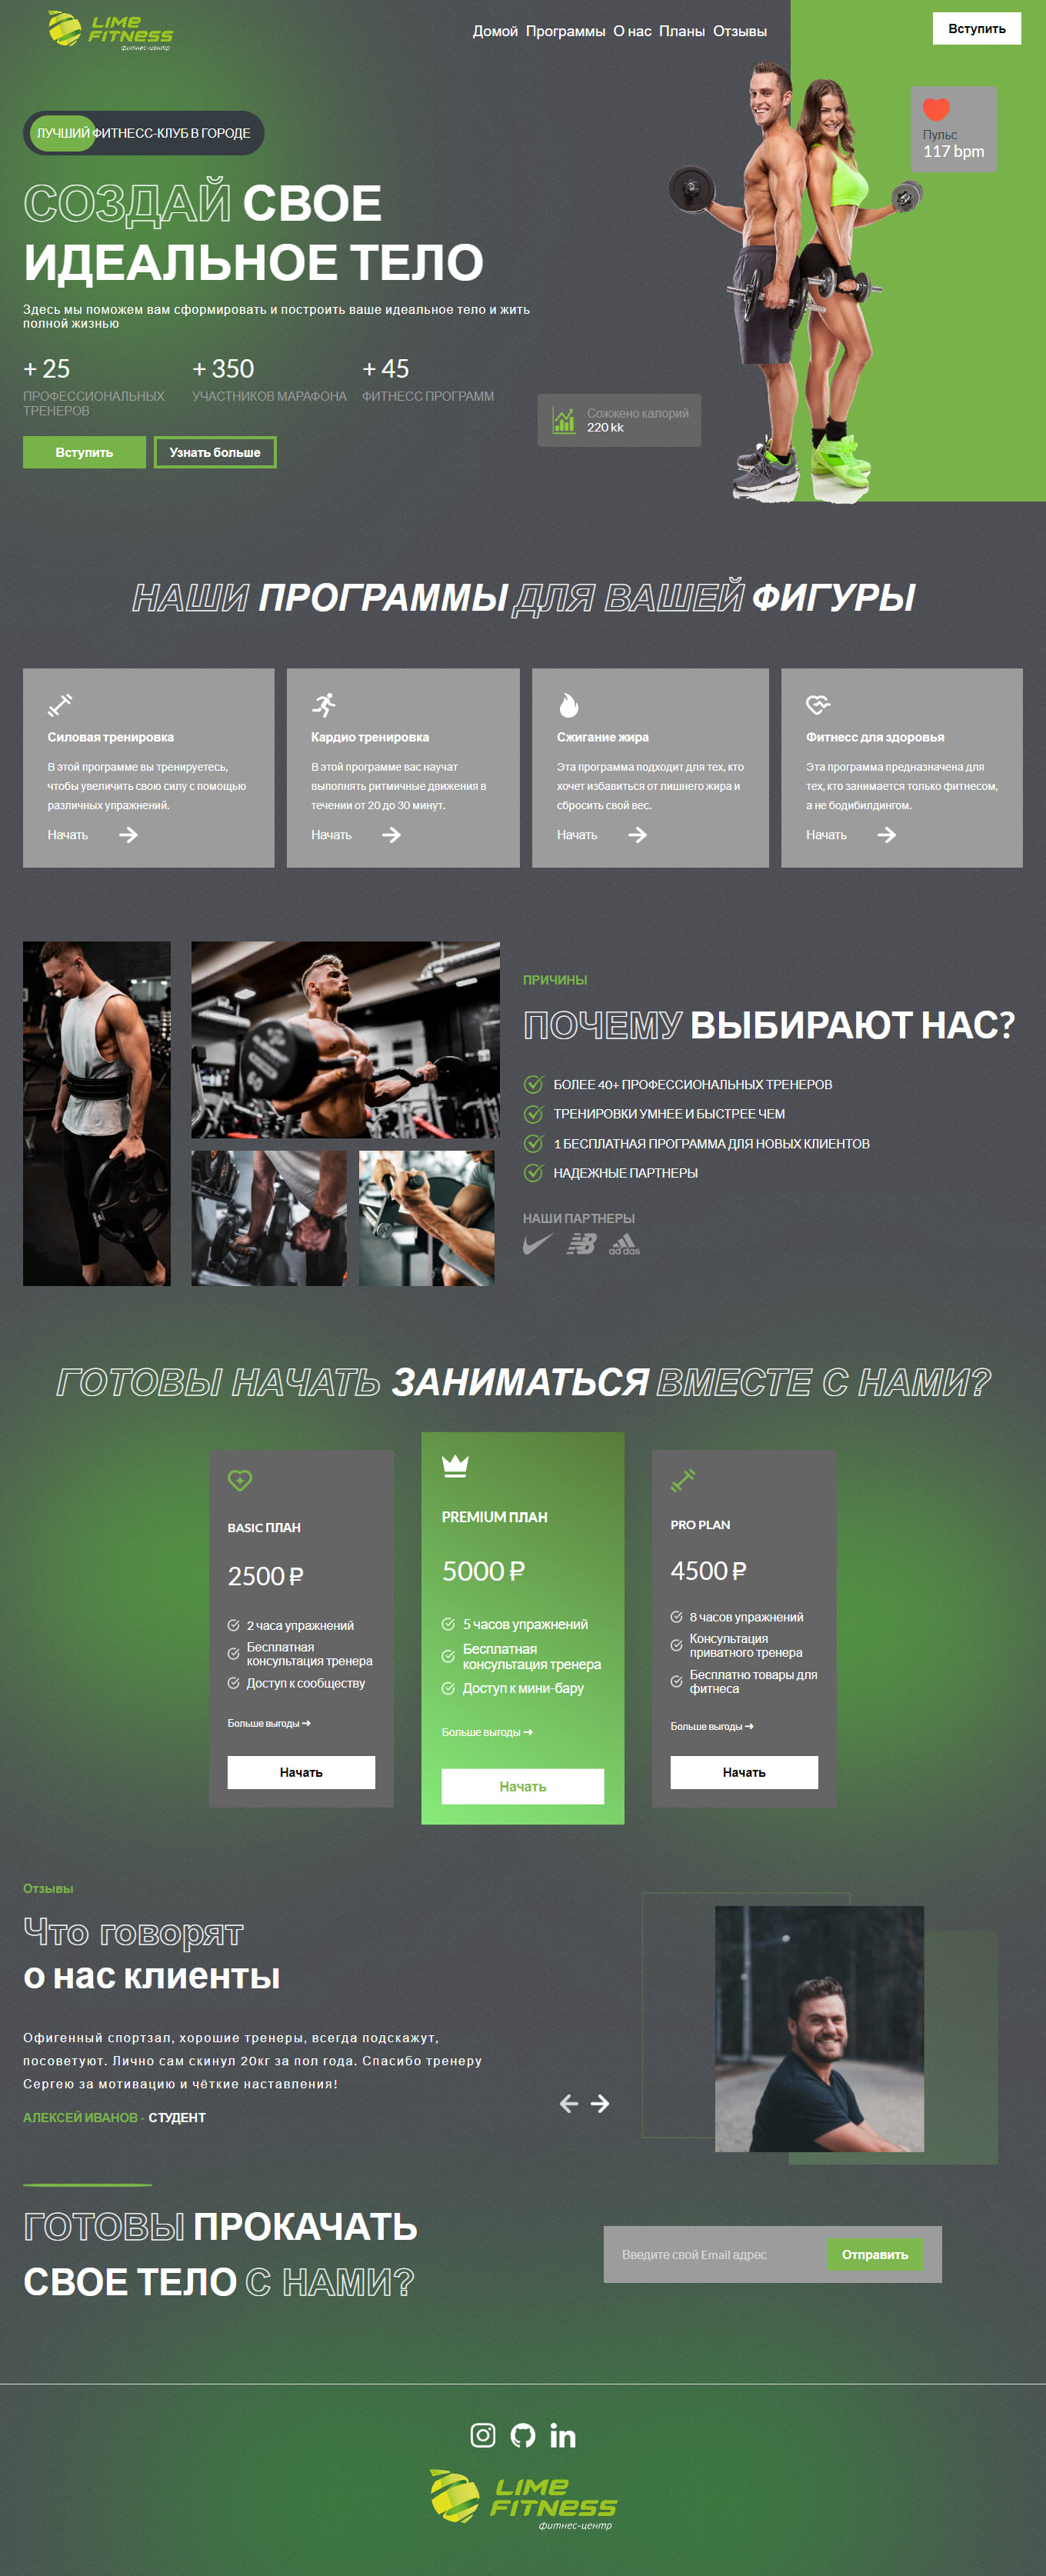 LIME
FITNESS
фитнес-центр
Домой Программы О нас Планы Отзывы
Вступить
Пульс
117 bpm
ЛУЧШИЙ ФИТНЕСС-КЛУБ В ГОРОДЕ
СОЗДАЙ СВОЕ
ИДЕАЛЬНОЕ ТЕЛО
Здесь мы поможем вам сформировать и построить ваше идеальное тело и жить
полной жизнью
+ 25
ПРОФЕССИОНАЛЬНЫХ
ТРЕНЕРОВ
+ 350
УЧАСТНИКОВ МАРАФОНА
+ 45
ФИТНЕСС ПРОГРАММ
Сожжено калорий
220 kk
Вступить
Узнать больше
НАШИ ПРОГРАММЫ ДЛЯ ВАШЕЙ ФИГУРЫ
Силовая тренировка
В этой программе вы тренируетесь,
чтобы увеличить свою силу с помощью
различных упражнений.
Начать
Кардио тренировка
В этой программе вас научат
выполнять ритмичные движения в
течении от 20 до 30 минут.
Начать
Сжигание жира
Эта программа подходит для тех, кто
хочет избавиться от лишнего жира и
сбросить свой вес.
Начать
Фитнесс для здоровья
Эта программа предназначена для
тех, кто занимается только фитнесом,
а не бодибилдингом.
Начать
ПРИЧИНЫ
ПОЧЕМУ ВЫБИРАЮТ НАС?
БОЛЕЕ 40+ ПРОФЕССИОНАЛЬНЫХ ТРЕНЕРОВ
ТРЕНИРОВКИ УМНЕЕ И БЫСТРЕЕ ЧЕМ
1 БЕСПЛАТНАЯ ПРОГРАММА ДЛЯ НОВЫХ КЛИЕНТОВ
НАДЕЖНЫЕ ПАРТНЕРЫ
НАШИ ПАРТНЕРЫ
NB
adidas
ГОТОВЫ НАЧАТЬ ЗАНИМАТЬСЯ ВМЕСТЕ С НАМИ?
BASIC ПЛАН
2500 ₽
2 часа упражнений
Бесплатная
консультация тренера
Доступ к сообществу
Больше выгоды ➜
Начать
PREMIUM ПЛАН
5000 ₽
5 часов упражнений
Бесплатная
консультация тренера
Доступ к мини-бару
Больше выгоды ➜
Начать
PRO PLAN
4500 ₽
8 часов упражнений
Консультация
приватного тренера
Бесплатно товары для
фитнеса
Больше выгоды ➜
Начать
Отзывы
Что говорят
о нас клиенты
Офигенный спортзал, хорошие тренеры, всегда подскажут,
посоветуют. Лично сам скинул 20кг за пол года. Спасибо тренеру
Сергею за мотивацию и чёткие наставления!
АЛЕКСЕЙ ИВАНОВ - СТУДЕНТ
ГОТОВЫ ПРОКАЧАТЬ
СВОЕ ТЕЛО С НАМИ?
Введите свой Email адрес
Отправить
in
LIME
FITNESS
фитнес-центр